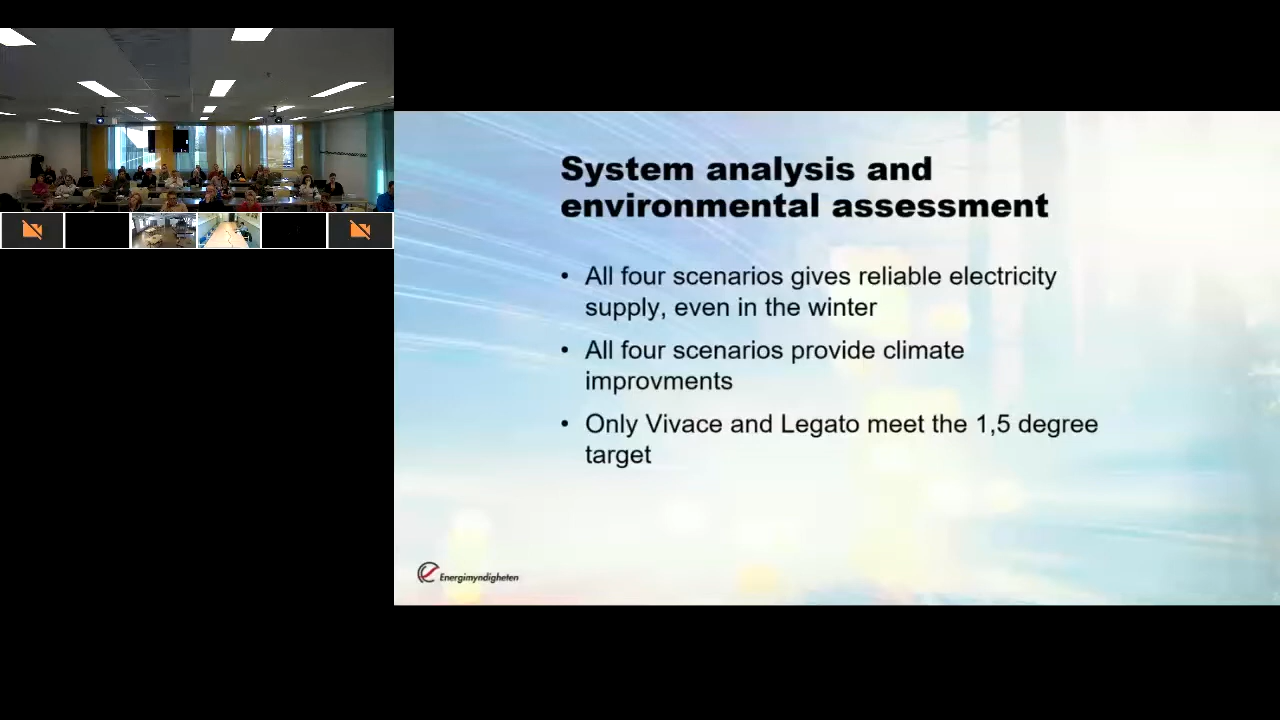 System analysis and
environmental assessment
• All four scenarios gives reliable electricity
supply, even in the winter
• All four scenarios provide climate
improvments
• Only Vivace and Legato meet the 1,5 degree
target
Energimyndigheten